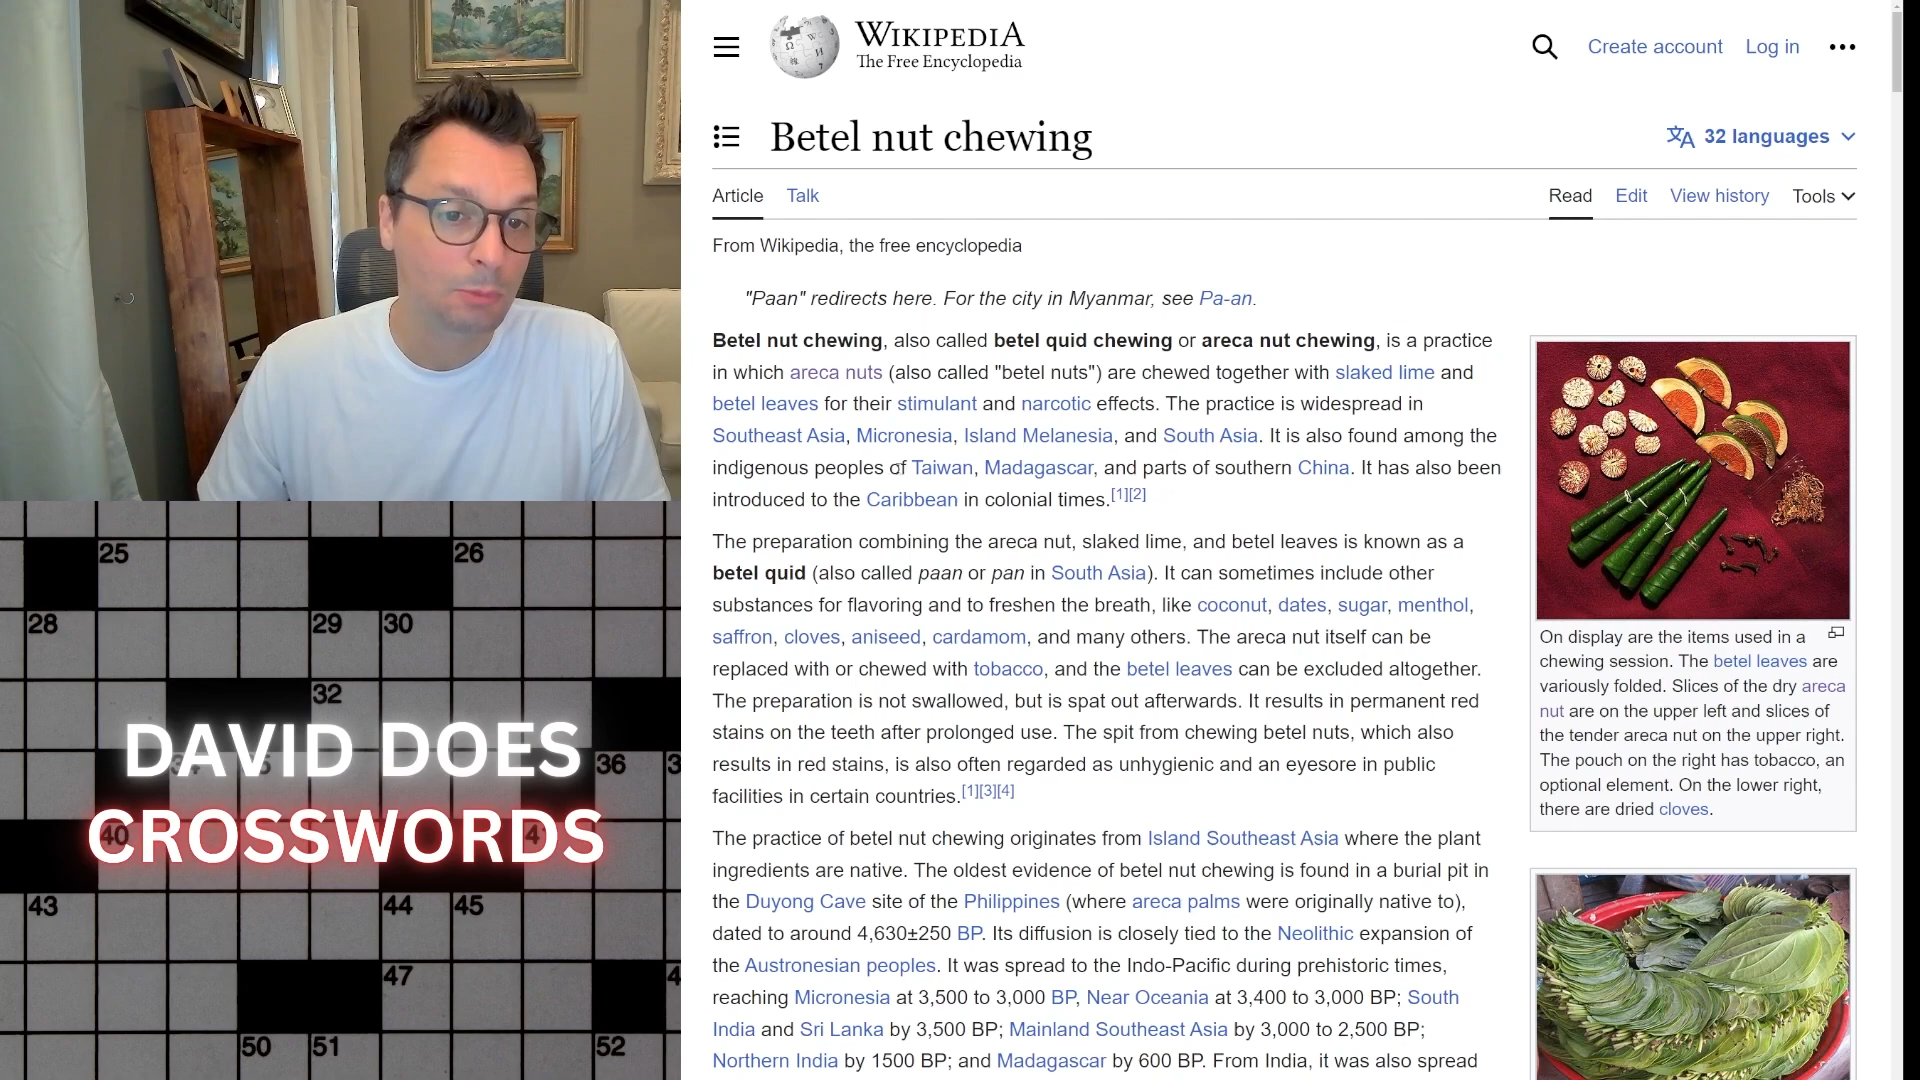 WIKIPEDIA
The Free Encyclopedia
Create account
Log in
Betel nut chewing
32 languages
Article
Talk
Read
Edit
View history
Tools
From Wikipedia, the free encyclopedia
"Paan" redirects here. For the city in Myanmar, see Pa-an.
Betel nut chewing, also called betel quid chewing or areca nut chewing, is a practice
in which areca nuts (also called "betel nuts") are chewed together with slaked lime and
betel leaves for their stimulant and narcotic effects. The practice is widespread in
Southeast Asia, Micronesia, Island Melanesia, and South Asia. It is also found among the
indigenous peoples of Taiwan, Madagascar, and parts of southern China. It has also been
introduced to the Caribbean in colonial times.[1][2]
The preparation combining the areca nut, slaked lime, and betel leaves is known as a
betel quid (also called paan or pan in South Asia). It can sometimes include other
substances for flavoring and to freshen the breath, like coconut, dates, sugar, menthol,
saffron, cloves, aniseed, cardamom, and many others. The areca nut itself can be
replaced with or chewed with tobacco, and the betel leaves can be excluded altogether.
The preparation is not swallowed, but is spat out afterwards. It results in permanent red
stains on the teeth after prolonged use. The spit from chewing betel nuts, which also
results in red stains, is also often regarded as unhygienic and an eyesore in public
facilities in certain countries.[1][3][4]
The practice of betel nut chewing originates from Island Southeast Asia where the plant
ingredients are native. The oldest evidence of betel nut chewing is found in a burial pit in
the Duyong Cave site of the Philippines (where areca palms were originally native to),
dated to around 4,630±250 BP. Its diffusion is closely tied to the Neolithic expansion of
the Austronesian peoples. It was spread to the Indo-Pacific during prehistoric times,
reaching Micronesia at 3,500 to 3,000 BP, Near Oceania at 3,400 to 3,000 BP; South
India and Sri Lanka by 3,500 BP; Mainland Southeast Asia by 3,000 to 2,500 BP;
Northern India by 1500 BP; and Madagascar by 600 BP. From India, it was also spread
On display are the items used in a
chewing session. The betel leaves are
variously folded. Slices of the dry areca
nut are on the upper left and slices of
the tender areca nut on the upper right.
The pouch on the right has tobacco, an
optional element. On the lower right,
there are dried cloves.
25
26
28
29
30
32
DAVID DOES
36
CROSSWORDS
40
43
44
45
47
50
51
52